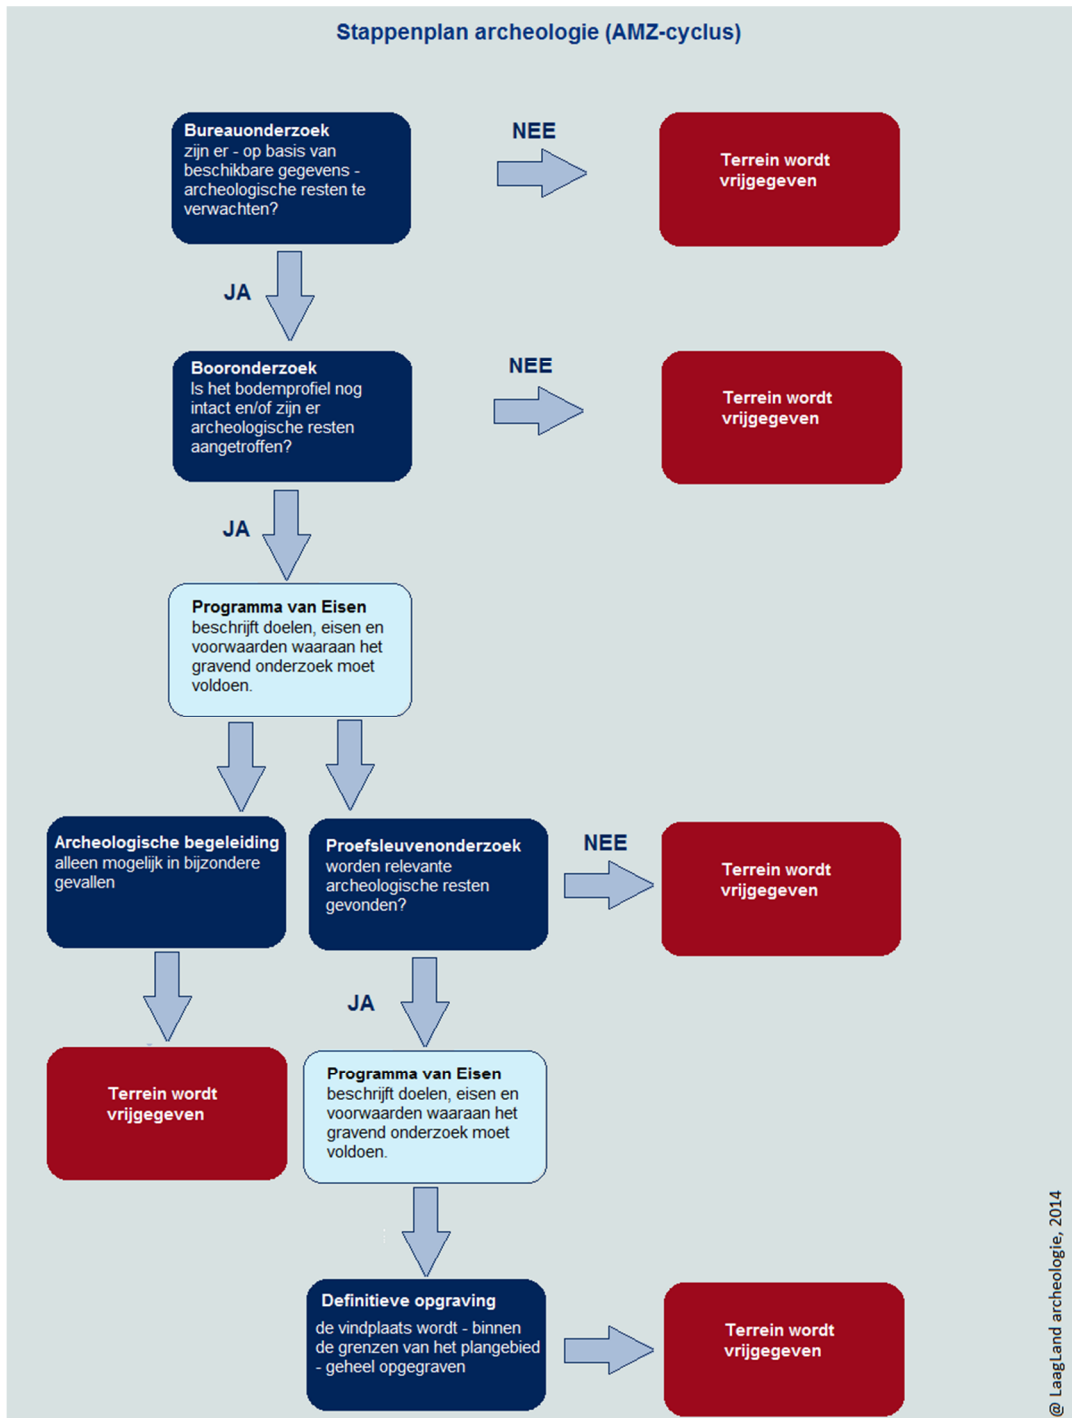 Stappenplan archeologie (AMZ-cyclus)
Bureauonderzoek
zijn er - op basis van
beschikbare gegevens -
archeologische resten te
verwachten?
NEE
Terrein wordt
vrijgegeven
JA
Booronderzoek
Is het bodemprofiel nog
intact en/of zijn er
archeologische resten
aangetroffen?
NEE
Terrein wordt
vrijgegeven
JA
Programma van Eisen
beschrijft doelen, eisen en
voorwaarden waaraan het
gravend onderzoek moet
voldoen.
Archeologische begeleiding
alleen mogelijk in bijzondere
gevallen
Proefsleuvenonderzoek
worden relevante
archeologische resten
gevonden?
NEE
Terrein wordt
vrijgegeven
JA
Terrein wordt
vrijgegeven
Programma van Eisen
beschrijft doelen, eisen en
voorwaarden waaraan het
gravend onderzoek moet
voldoen.
Definitieve opgraving
de vindplaats wordt - binnen
de grenzen van het plangebied
- geheel opgegraven
Terrein wordt
vrijgegeven
@ LaagLand archeologie, 2014